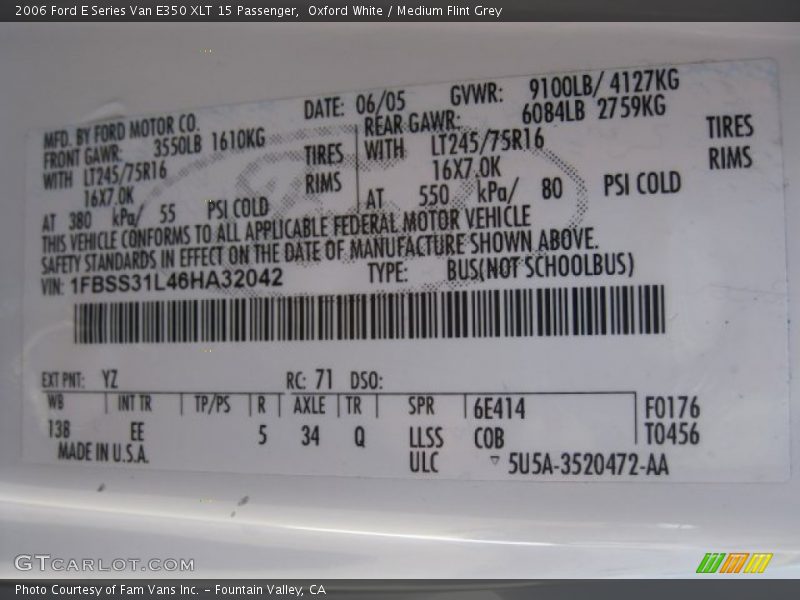 2006 Ford E Series Van E350 XLT 15 Passenger,  Oxford White / Medium Flint Grey
MFD. BY FORD MOTOR CO. DATE: 06/05 GVWR: 9100LB/ 4127KG
FRONT GAWR: 3550LB 1610KG REAR GAWR: 6084LB 2759KG
WITH LT245/75R16 TIRES WITH LT245/75R16 TIRES
16X7.0K RIMS 16X7.0K RIMS
AT 380 kPa/ 55 PSI COLD AT 550 kPa/ 80 PSI COLD
THIS VEHICLE CONFORMS TO ALL APPLICABLE FEDERAL MOTOR VEHICLE
SAFETY STANDARDS IN EFFECT ON THE DATE OF MANUFACTURE SHOWN ABOVE.
VIN: 1FBSS31L46HA32042 TYPE: BUS(NOT SCHOOLBUS)
EXT PNT: YZ RC: 71 DSO:
WB INT TR TP/PS R AXLE TR SPR 6E414 F0176
138 EE 5 34 Q LLSS COB T0456
MADE IN U.S.A. ULC 5U5A-3520472-AA
GTCARLOT.COM
Photo Courtesy of Fam Vans Inc. - Fountain Valley, CA